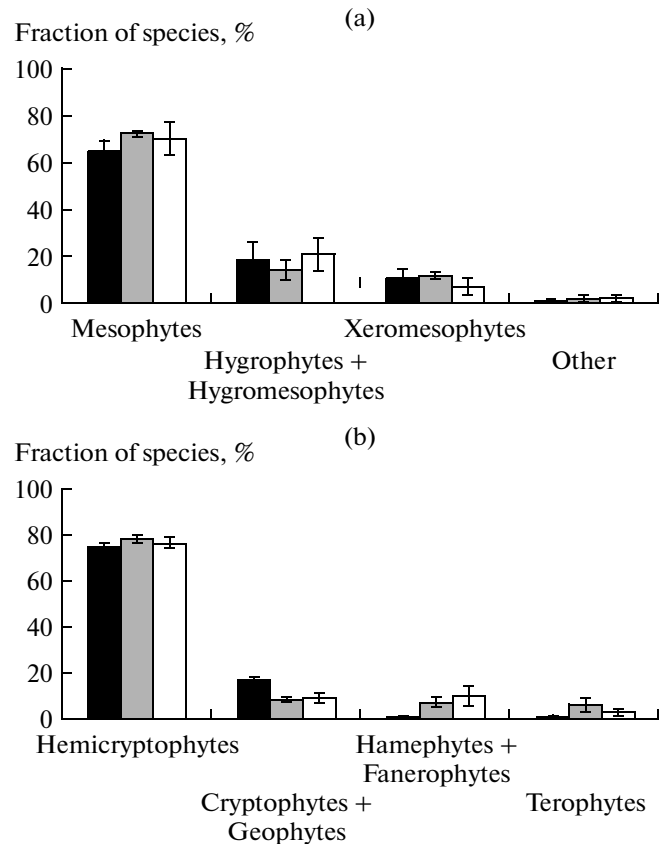 (a)
Fraction of species, %
100
80
60
40
20
0
Mesophytes
Xeromesophytes
Hygrophytes +
Hygromesophytes
Other
(b)
Fraction of species, %
100
80
60
40
20
0
Hemicryptophytes
Hamephytes +
Fanerophytes
Cryptophytes +
Geophytes
Terophytes